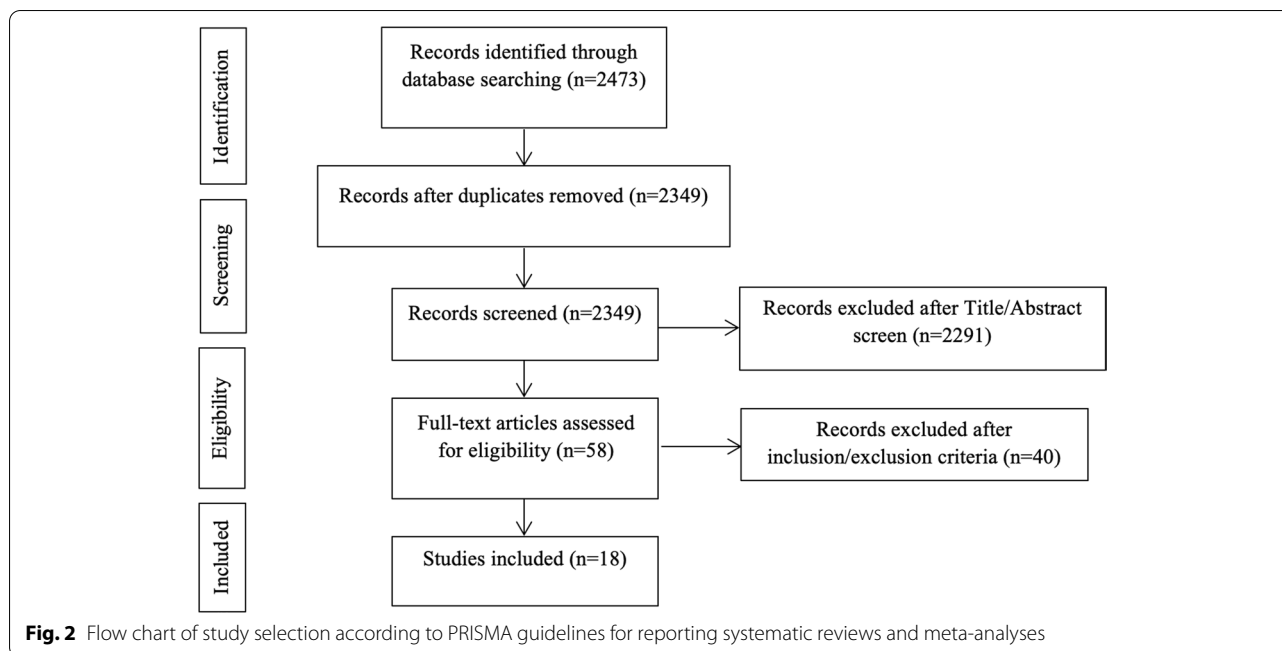 Identification
Records identified through
database searching (n=2473)
Records after duplicates removed (n=2349)
Screening
Records screened (n=2349)
Records excluded after Title/Abstract
screen (n=2291)
Eligibility
Full-text articles assessed
for eligibility (n=58)
Records excluded after
inclusion/exclusion criteria (n=40)
Included
Studies included (n=18)
Fig. 2 Flow chart of study selection according to PRISMA guidelines for reporting systematic reviews and meta-analyses